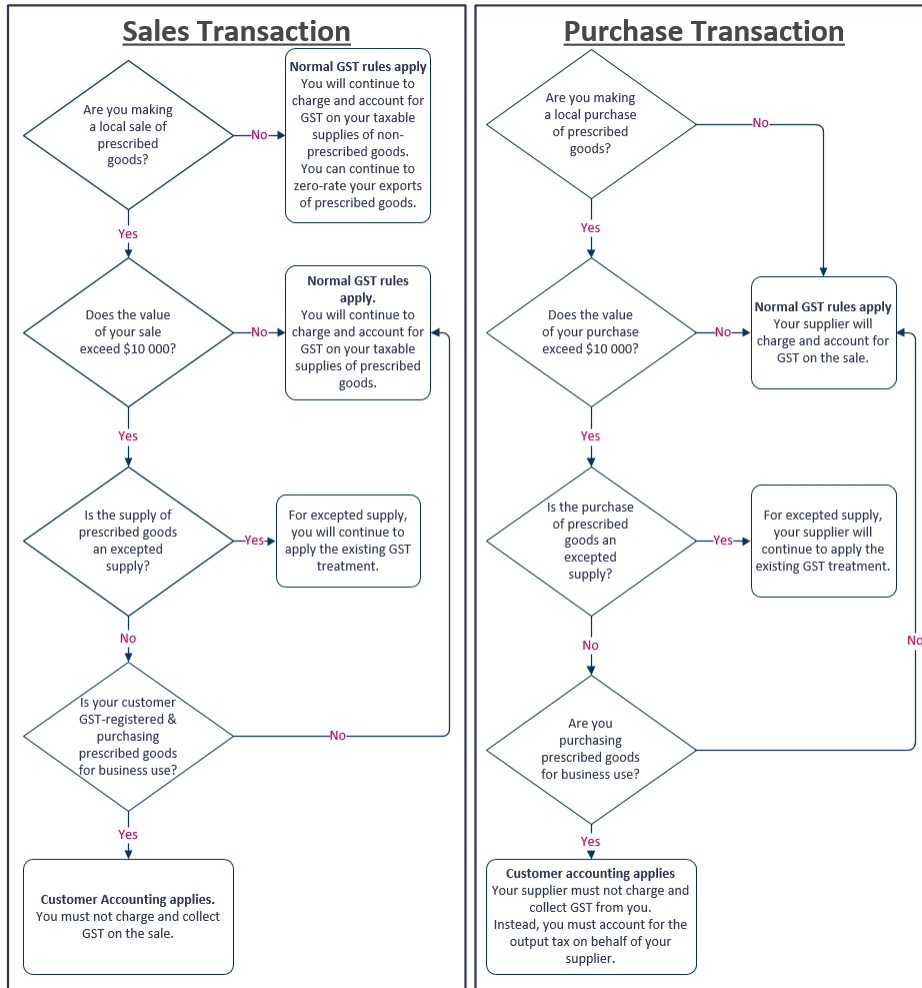 Sales Transaction
Are you making
a local sale of
prescribed
goods?
No
Normal GST rules apply
You will continue to
charge and account for
GST on your taxable
supplies of non-
prescribed goods.
You can continue to
zero-rate your exports
of prescribed goods.
Yes
Does the value
of your sale
exceed $10 000?
No
Normal GST rules
apply.
You will continue to
charge and account for
GST on your taxable
supplies of prescribed
goods.
Yes
Is the supply of
prescribed goods
an excepted
supply?
Yes
For excepted supply,
you will continue to
apply the existing GST
treatment.
No
Is your customer
GST-registered &
purchasing
prescribed goods
for business use?
No
Yes
Customer Accounting applies.
You must not charge and collect
GST on the sale.
Purchase Transaction
Are you making
a local purchase
of prescribed
goods?
No
Yes
Does the value
of your purchase
exceed $10 000?
No
Normal GST rules apply
Your supplier will
charge and account for
GST on the sale.
Yes
Is the purchase
of prescribed
goods an
excepted
supply?
Yes
For excepted supply,
your supplier will
continue to apply the
existing GST treatment.
No
Are you
purchasing
prescribed goods
for business use?
No
Yes
Customer accounting applies
Your supplier must not charge and
collect GST from you.
Instead, you must account for the
output tax on behalf of your
supplier.